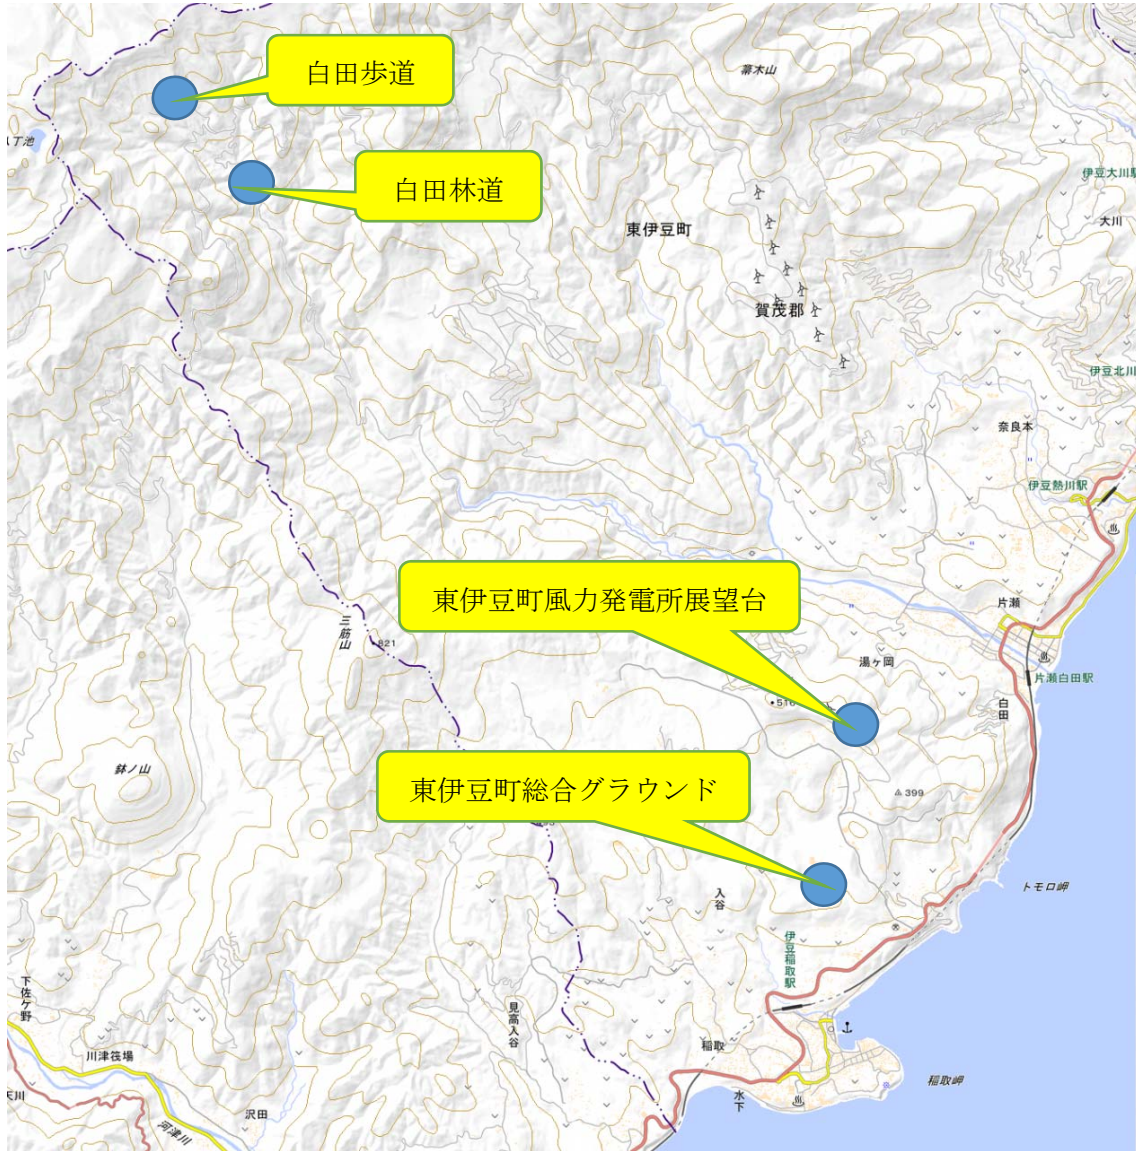 白田歩道
幕木山
八丁池
白田林道
伊豆大川駅
大川
東伊豆町
賀茂郡
伊豆北川
奈良本
伊豆熱川駅
東伊豆町風力発電所展望台
片瀬
三筋山
821
湯ヶ岡
片瀬白田駅
516
白田
東伊豆町総合グラウンド
鉢ノ山
399
トモロ岬
入谷
伊豆稲取駅
下佐ケ野
見高入谷
川津筏場
稲取
稲取岬
天川
水下
沢田
河津川